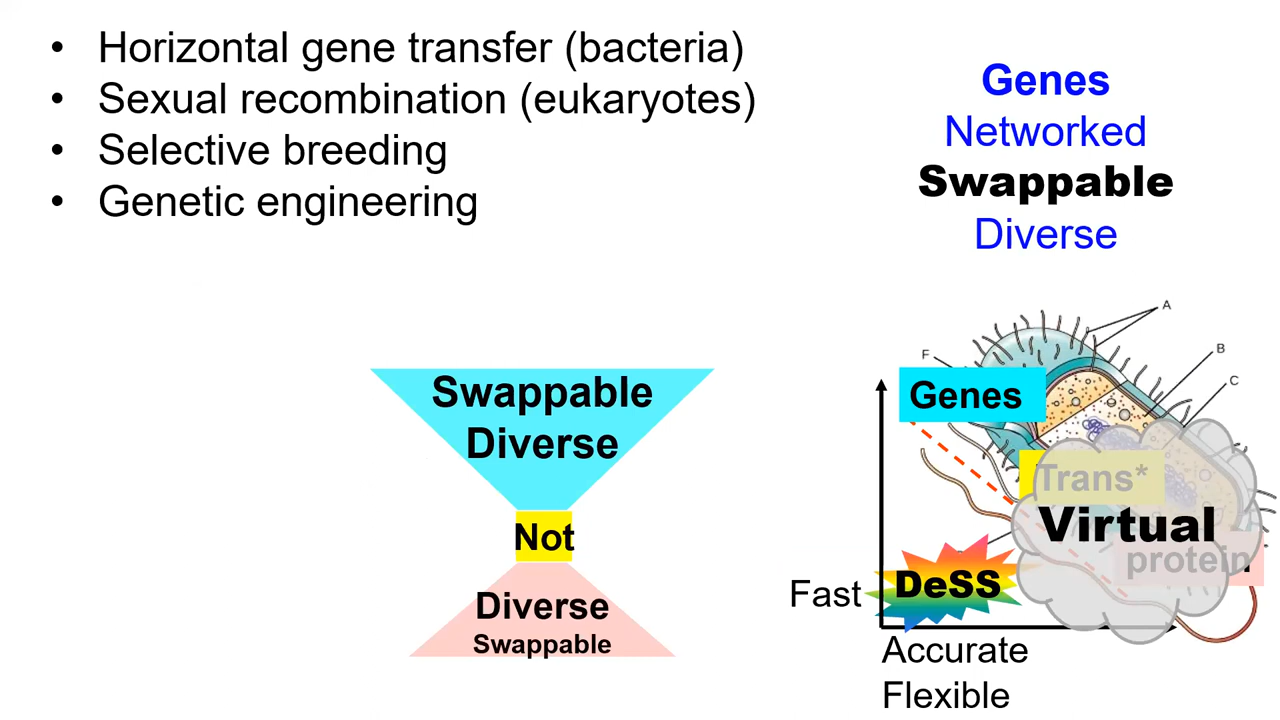 • Horizontal gene transfer (bacteria)
• Sexual recombination (eukaryotes)
• Selective breeding
• Genetic engineering
Genes
Networked
Swappable
Diverse
Swappable
Diverse
Not
Diverse
Swappable
A
F
B
C
Genes
Trans*
Virtual
protein
DeSS
Fast
Accurate
Flexible